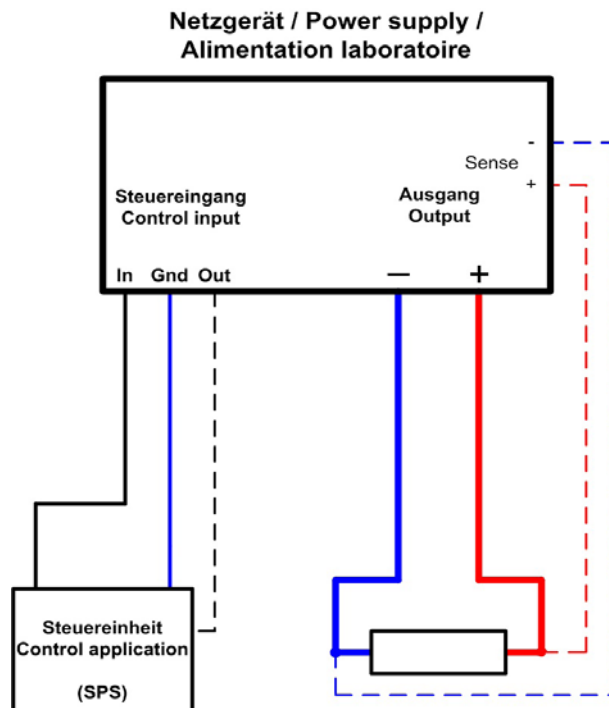 Netzgerät / Power supply /
Alimentation laboratoire
-
Sense
+
Steuereingang
Control input
Ausgang
Output
In Gnd Out
— +
Steuereinheit
Control application
(SPS)